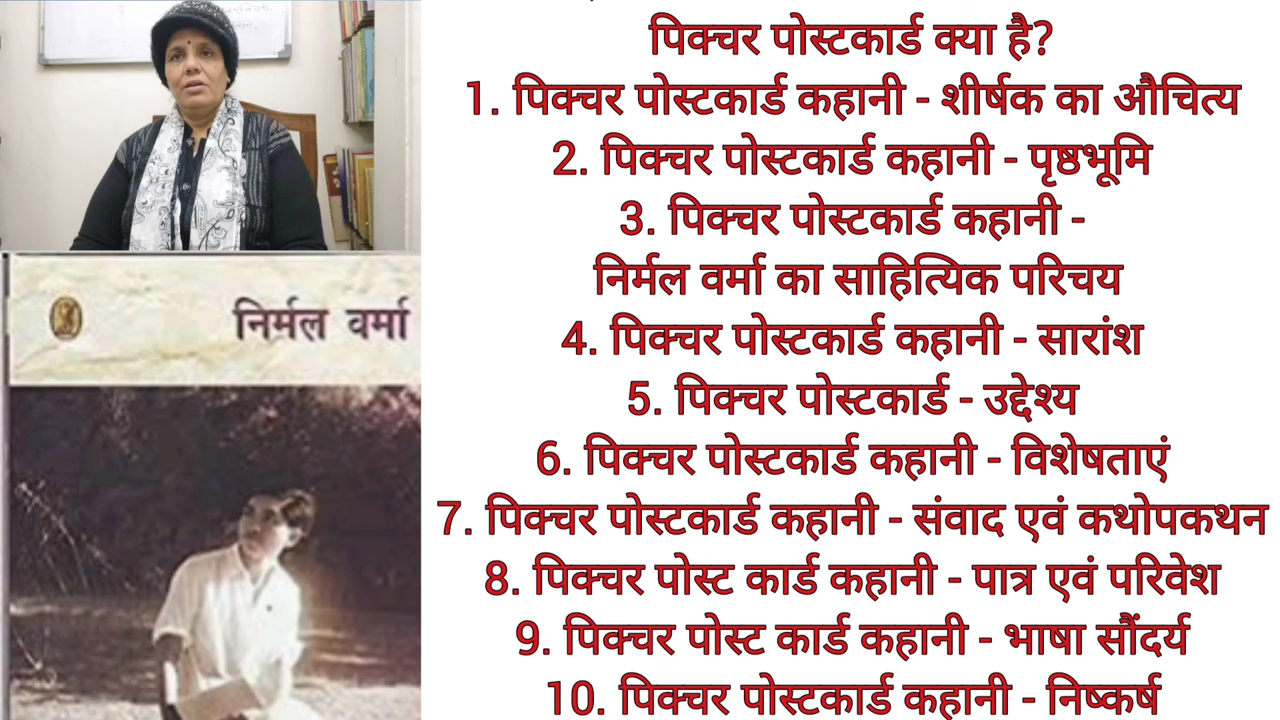 पिक्चर पोस्टकार्ड क्या है?
1. पिक्चर पोस्टकार्ड कहानी - शीर्षक का औचित्य
2. पिक्चर पोस्टकार्ड कहानी - पृष्ठभूमि
3. पिक्चर पोस्टकार्ड कहानी -
निर्मल वर्मा का साहित्यिक परिचय
4. पिक्चर पोस्टकार्ड कहानी - सारांश
5. पिक्चर पोस्टकार्ड - उद्देश्य
6. पिक्चर पोस्टकार्ड कहानी - विशेषताएं
7. पिक्चर पोस्टकार्ड कहानी - संवाद एवं कथोपकथन
8. पिक्चर पोस्ट कार्ड कहानी - पात्र एवं परिवेश
9. पिक्चर पोस्ट कार्ड कहानी - भाषा सौंदर्य
10. पिक्चर पोस्टकार्ड कहानी - निष्कर्ष
निर्मल वर्मा